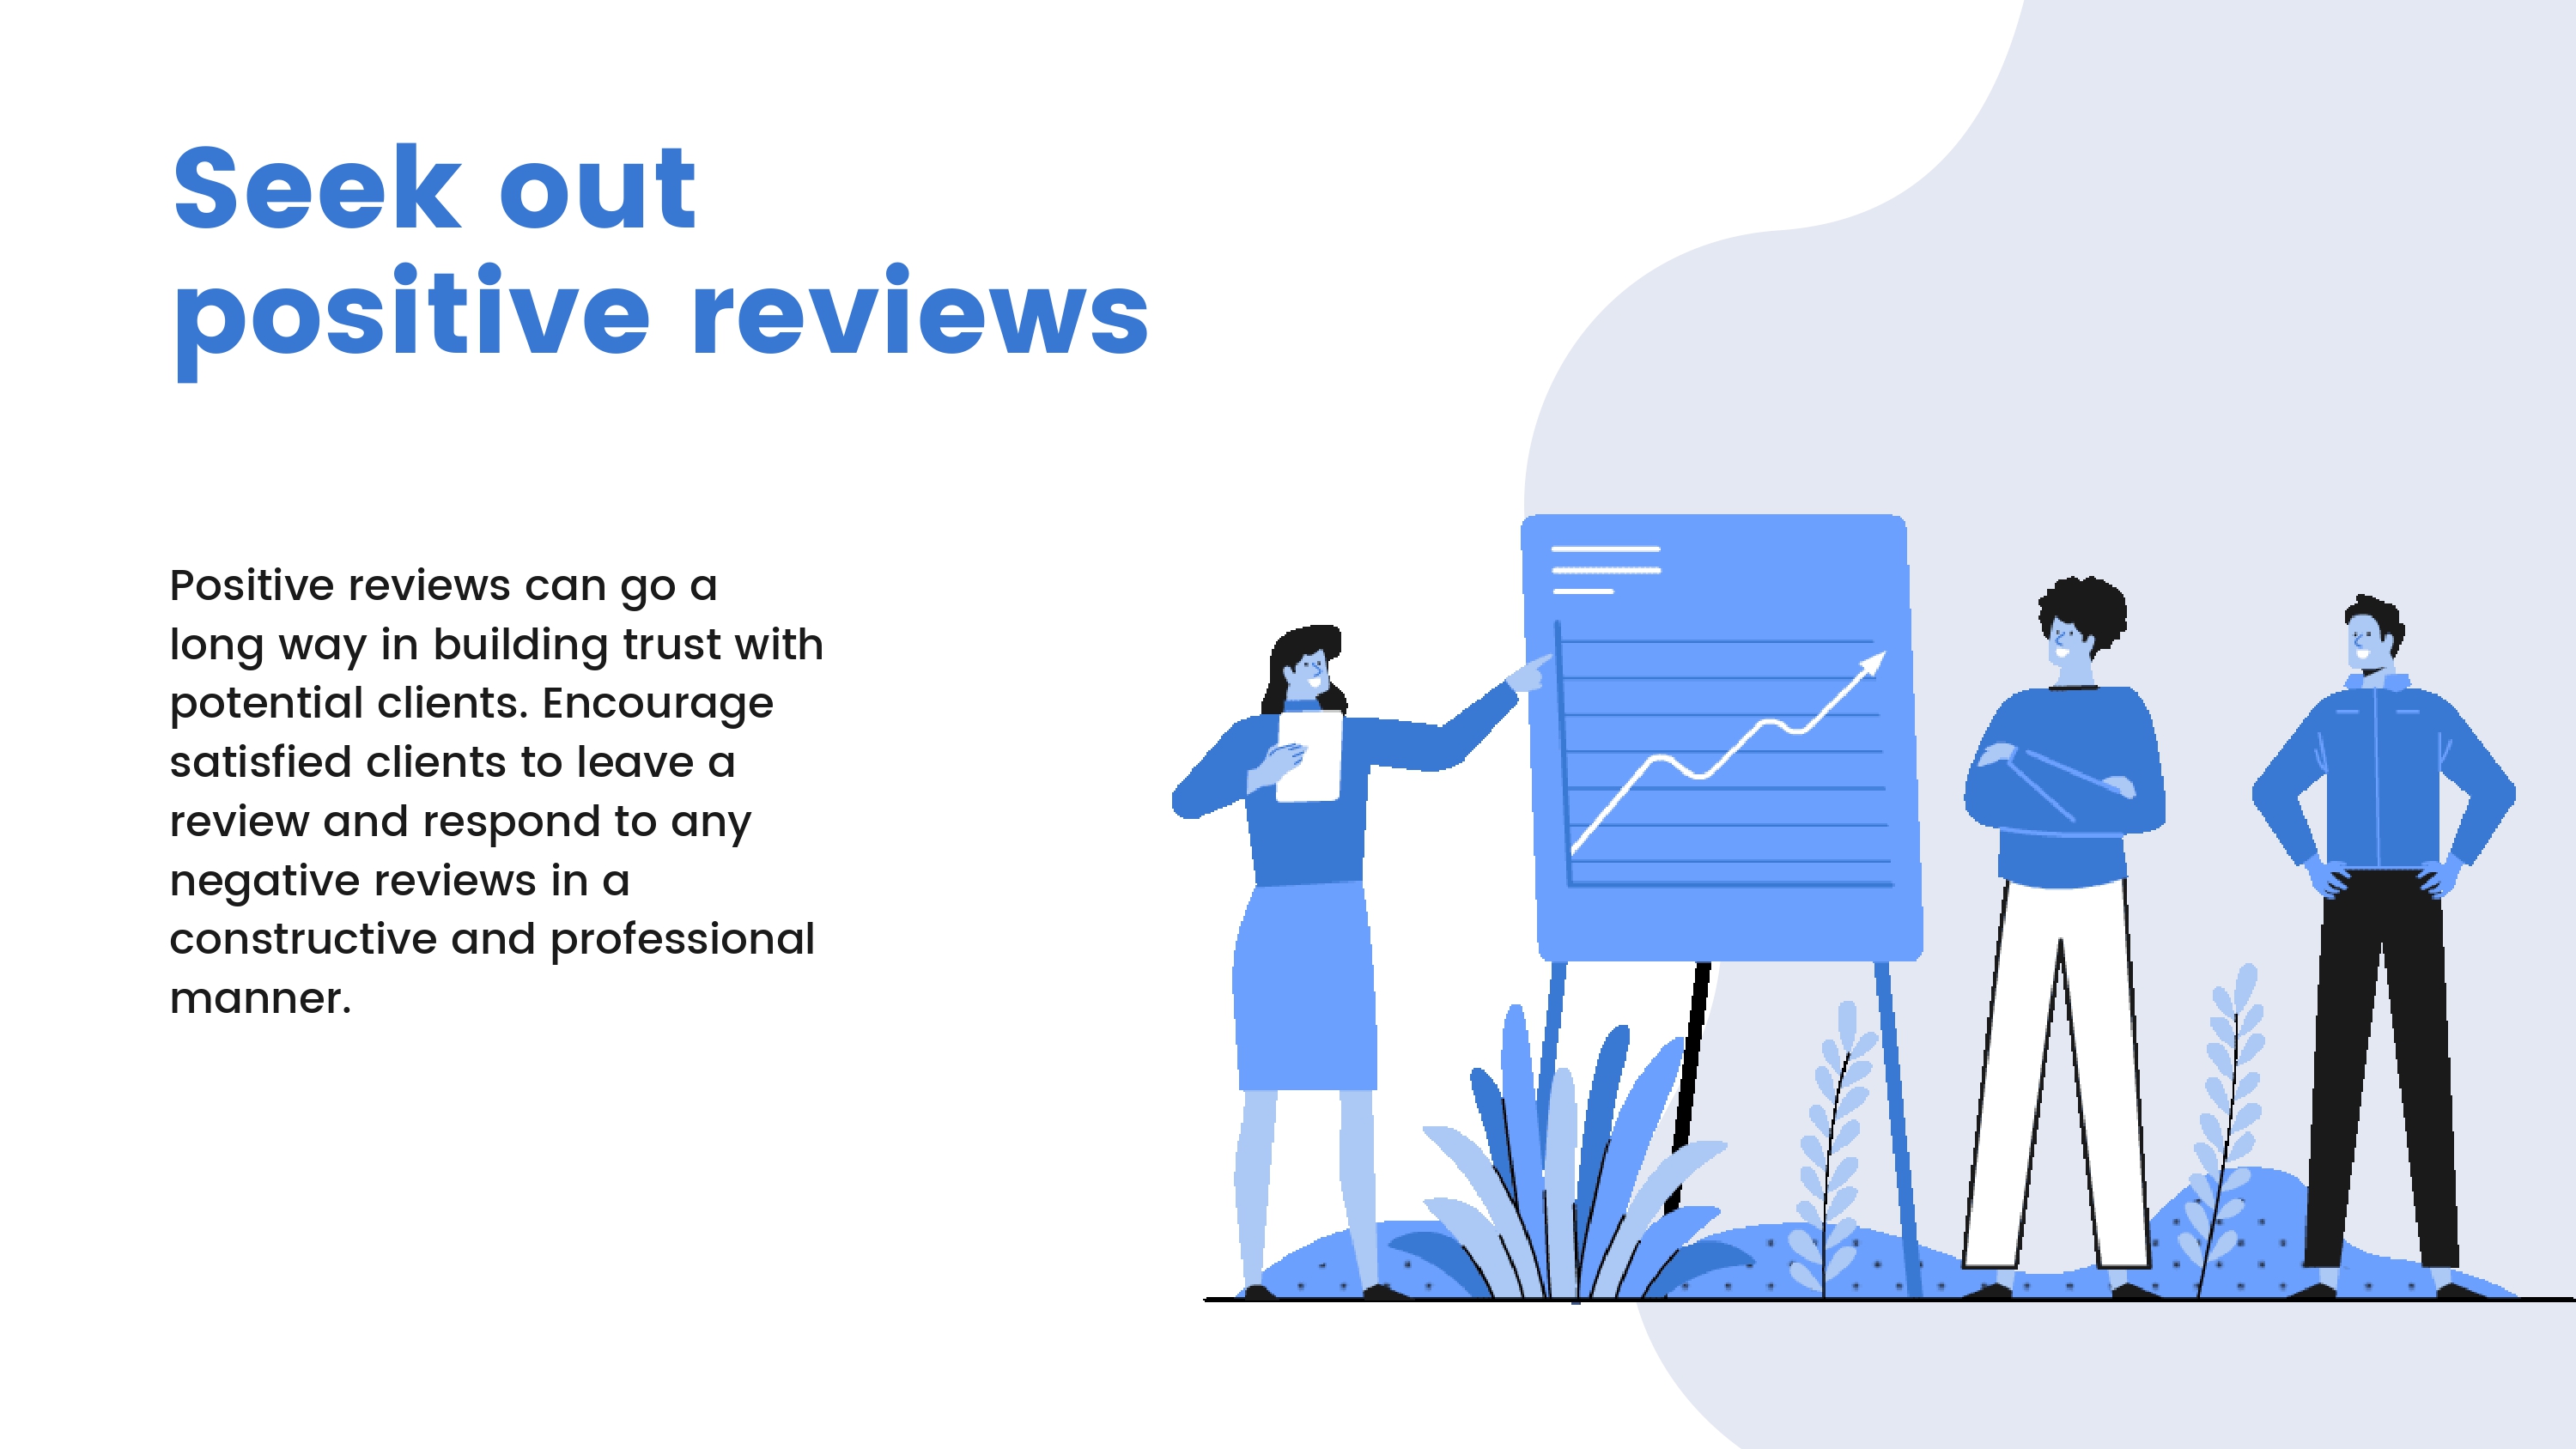 Seek out
positive reviews
Positive reviews can go a
long way in building trust with
potential clients. Encourage
satisfied clients to leave a
review and respond to any
negative reviews in a
constructive and professional
manner.